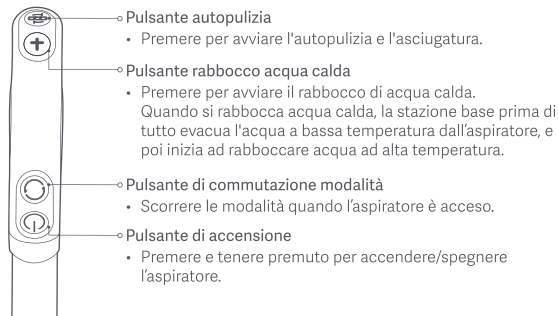 Pulsante autopulizia
• Premere per avviare l'autopulizia e l'asciugatura.
Pulsante rabbocco acqua calda
• Premere per avviare il rabbocco di acqua calda.
Quando si rabbocca acqua calda, la stazione base prima di
tutto evacua l'acqua a bassa temperatura dall’aspiratore, e
poi inizia ad rabboccare acqua ad alta temperatura.
Pulsante di commutazione modalità
• Scorrere le modalità quando l’aspiratore è acceso.
Pulsante di accensione
• Premere e tenere premuto per accendere/spegnere
l’aspiratore.